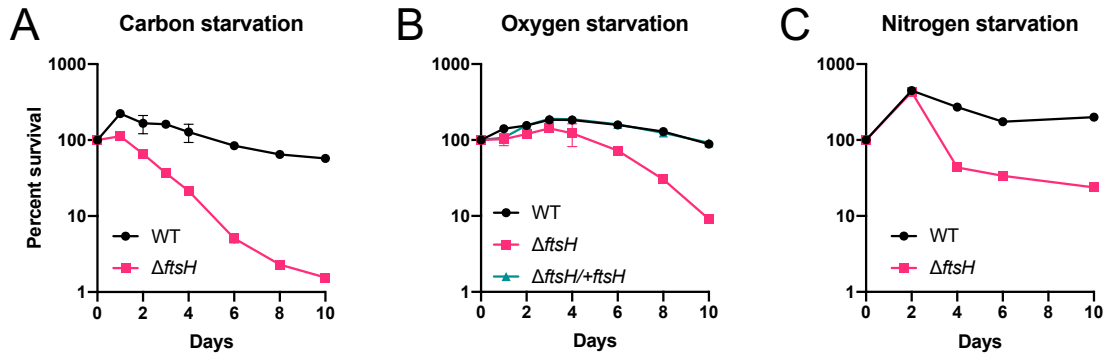 A
Carbon starvation
Percent survival
1000
100
10
1
0 2 4 6 8 10
Days
WT
ΔftsH
B
Oxygen starvation
1000
100
10
1
0 2 4 6 8 10
Days
WT
ΔftsH
ΔftsH/+ftsH
C
Nitrogen starvation
1000
100
10
1
0 2 4 6 8 10
Days
WT
ΔftsH